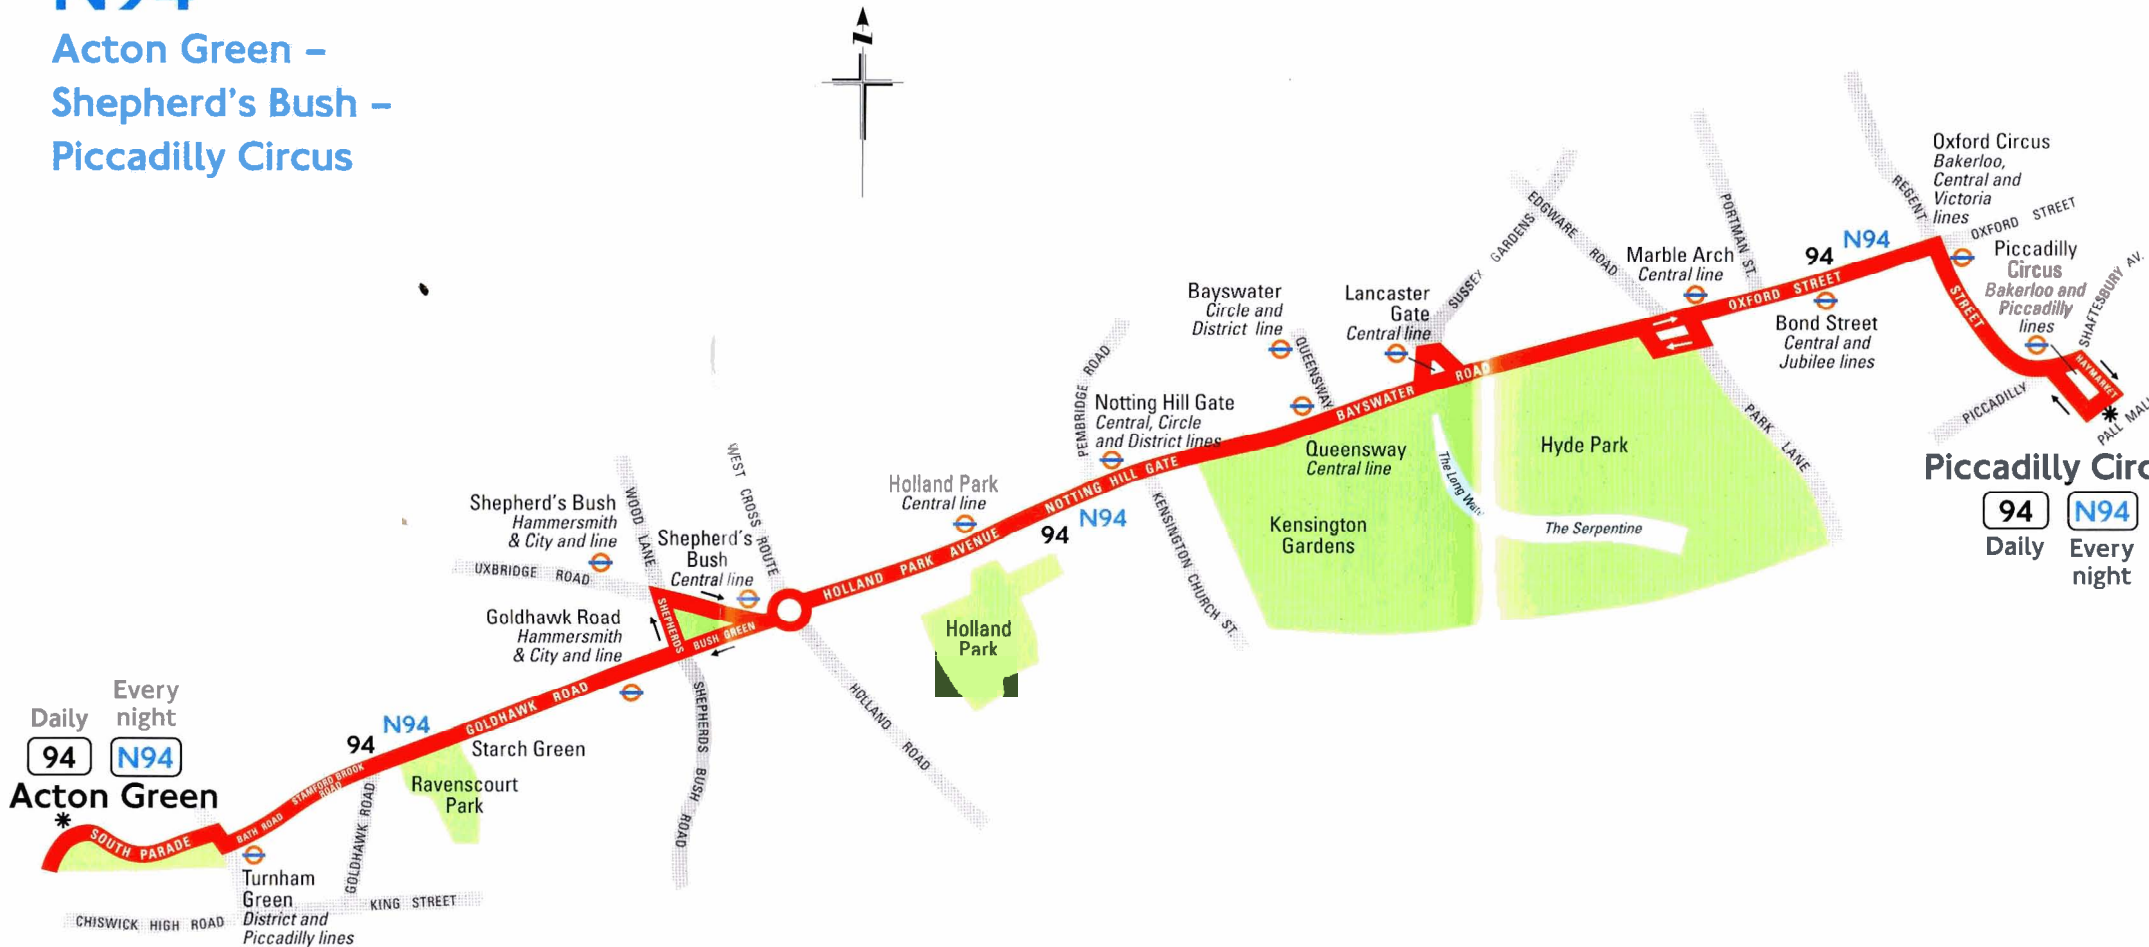 N94
Acton Green –
Shepherd's Bush –
Piccadilly Circus
Oxford Circus
Bakerloo,
Central and
Victoria
lines
REGENT
STREET
OXFORD STREET
Piccadilly
Circus
Bakerloo and
Piccadilly
lines
SHAFTESBURY AV.
HAYMARKET
PICCADILLY
PALL MALL
Piccadilly Circ
94
N94
Daily
Every
night
PORTMAN ST.
94
N94
OXFORD STREET
Bond Street
Central and
Jubilee lines
Marble Arch
Central line
EDGWARE ROAD
SUSSEX GARDENS
PARK LANE
Lancaster
Gate
Central line
Bayswater
Circle and
District line
QUEENSWAY
BAYSWATER ROAD
Queensway
Central line
Hyde Park
The Serpentine
Kensington
Gardens
PEMBRIDGE ROAD
Notting Hill Gate
Central, Circle
and District lines
NOTTING HILL GATE
94
N94
KENSINGTON CHURCH ST.
Holland Park
Central line
HOLLAND PARK AVENUE
Holland
Park
WEST CROSS ROUTE
WOOD LANE
Shepherd's Bush
Hammersmith
& City and line
Shepherd's
Bush
Central line
UXBRIDGE ROAD
SHEPHERDS
BUSH GREEN
Goldhawk Road
Hammersmith
& City and line
HOLLAND ROAD
SHEPHERDS BUSH ROAD
GOLDHAWK ROAD
94
N94
Starch Green
Ravenscourt
Park
STAMFORD BROOK
ROAD
GOLDHAWK ROAD
Daily
Every
night
94
N94
Acton Green
SOUTH PARADE
BATH ROAD
Turnham
Green
District and
Piccadilly lines
CHISWICK HIGH ROAD
KING STREET